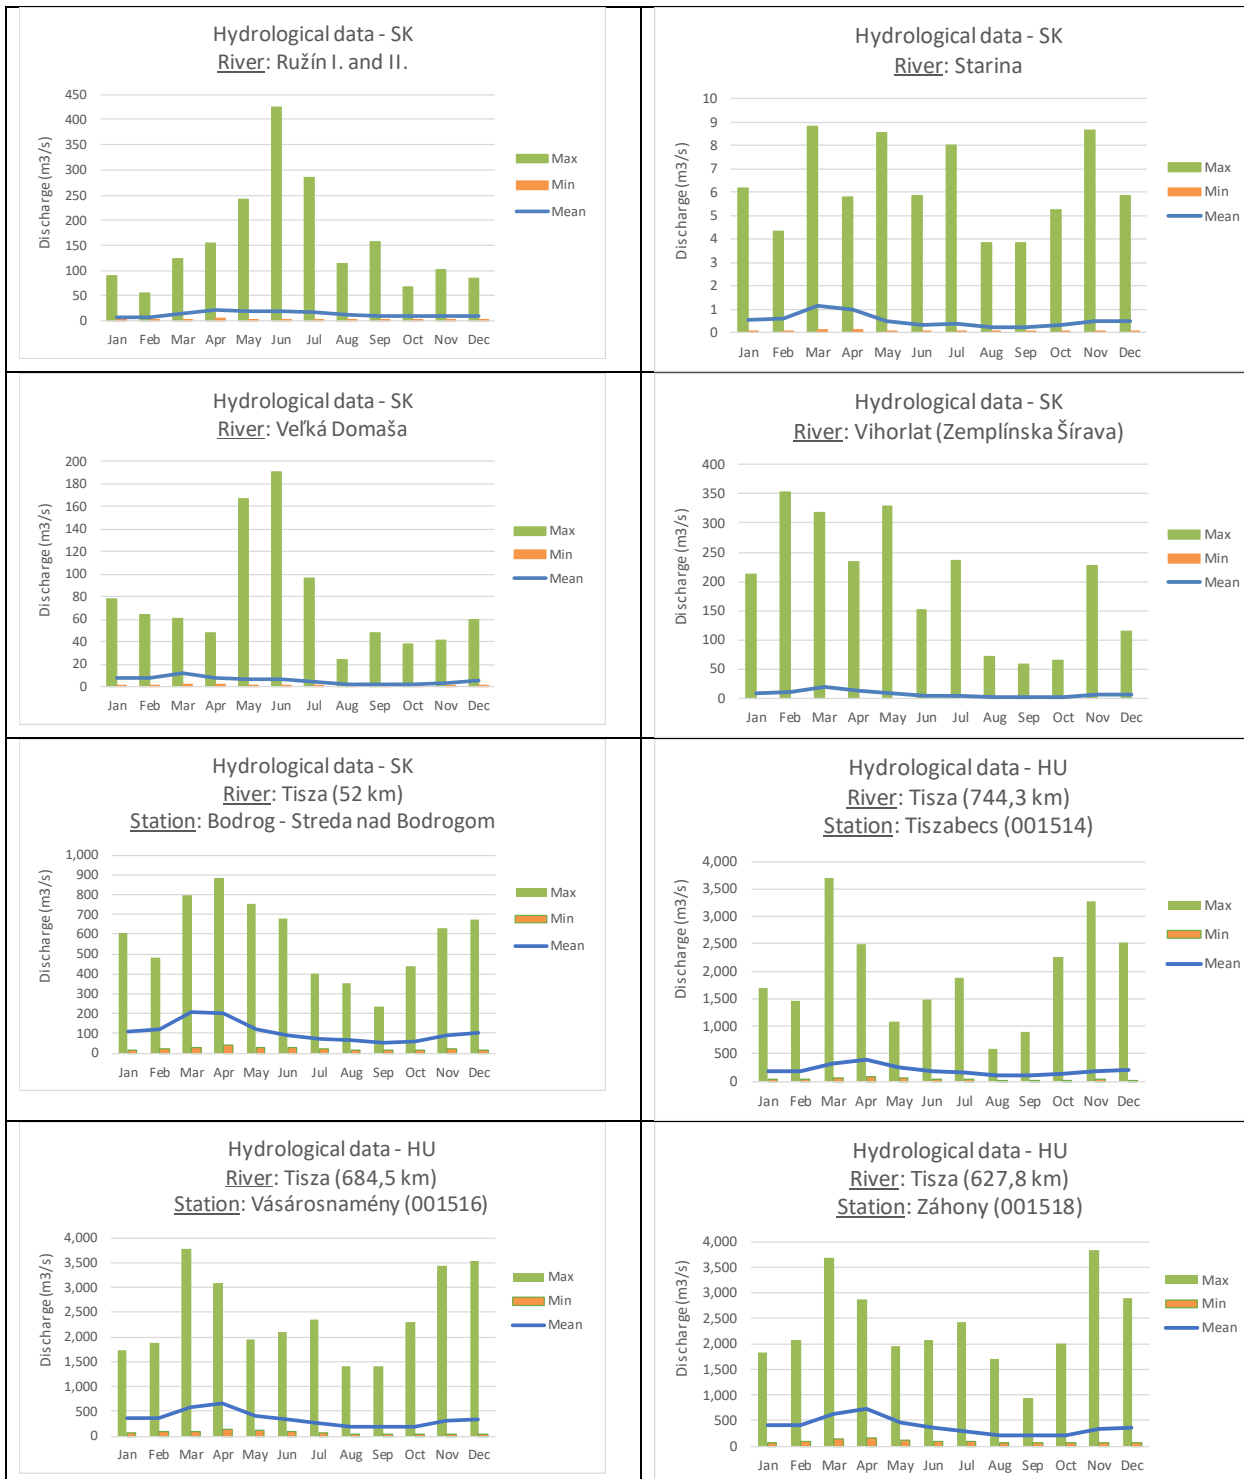 Hydrological data - SK
River: Ružín I. and II.
Discharge (m3/s)
450
400
350
300
250
200
150
100
50
0
Jan Feb Mar Apr May Jun Jul Aug Sep Oct Nov Dec
Max
Min
Mean
Hydrological data - SK
River: Starina
Discharge (m3/s)
10
9
8
7
6
5
4
3
2
1
0
Jan Feb Mar Apr May Jun Jul Aug Sep Oct Nov Dec
Max
Min
Mean
Hydrological data - SK
River: Veľká Domaša
Discharge (m3/s)
200
180
160
140
120
100
80
60
40
20
0
Jan Feb Mar Apr May Jun Jul Aug Sep Oct Nov Dec
Max
Min
Mean
Hydrological data - SK
River: Vihorlat (Zemplínska Šírava)
Discharge (m3/s)
400
350
300
250
200
150
100
50
0
Jan Feb Mar Apr May Jun Jul Aug Sep Oct Nov Dec
Max
Min
Mean
Hydrological data - SK
River: Tisza (52 km)
Station: Bodrog - Streda nad Bodrogom
Discharge (m3/s)
1,000
900
800
700
600
500
400
300
200
100
0
Jan Feb Mar Apr May Jun Jul Aug Sep Oct Nov Dec
Max
Min
Mean
Hydrological data - HU
River: Tisza (744,3 km)
Station: Tiszabecs (001514)
Discharge (m3/s)
4,000
3,500
3,000
2,500
2,000
1,500
1,000
500
0
Jan Feb Mar Apr May Jun Jul Aug Sep Oct Nov Dec
Max
Min
Mean
Hydrological data - HU
River: Tisza (684,5 km)
Station: Vásárosnamény (001516)
Discharge (m3/s)
4,000
3,500
3,000
2,500
2,000
1,500
1,000
500
0
Jan Feb Mar Apr May Jun Jul Aug Sep Oct Nov Dec
Max
Min
Mean
Hydrological data - HU
River: Tisza (627,8 km)
Station: Záhony (001518)
Discharge (m3/s)
4,000
3,500
3,000
2,500
2,000
1,500
1,000
500
0
Jan Feb Mar Apr May Jun Jul Aug Sep Oct Nov Dec
Max
Min
Mean